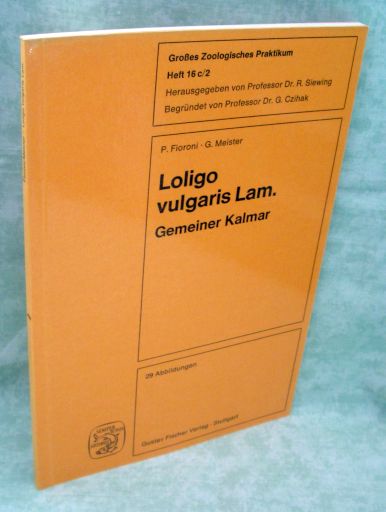 Großes Zoologisches Praktikum
Heft 16 c/2
Herausgegeben von Professor Dr. R. Siewing
Begründet von Professor Dr. G. Czihak
P. Fioroni · G. Meister
Loligo
vulgaris Lam.
Gemeiner Kalmar
29 Abbildungen
Gustav Fischer Verlag · Stuttgart